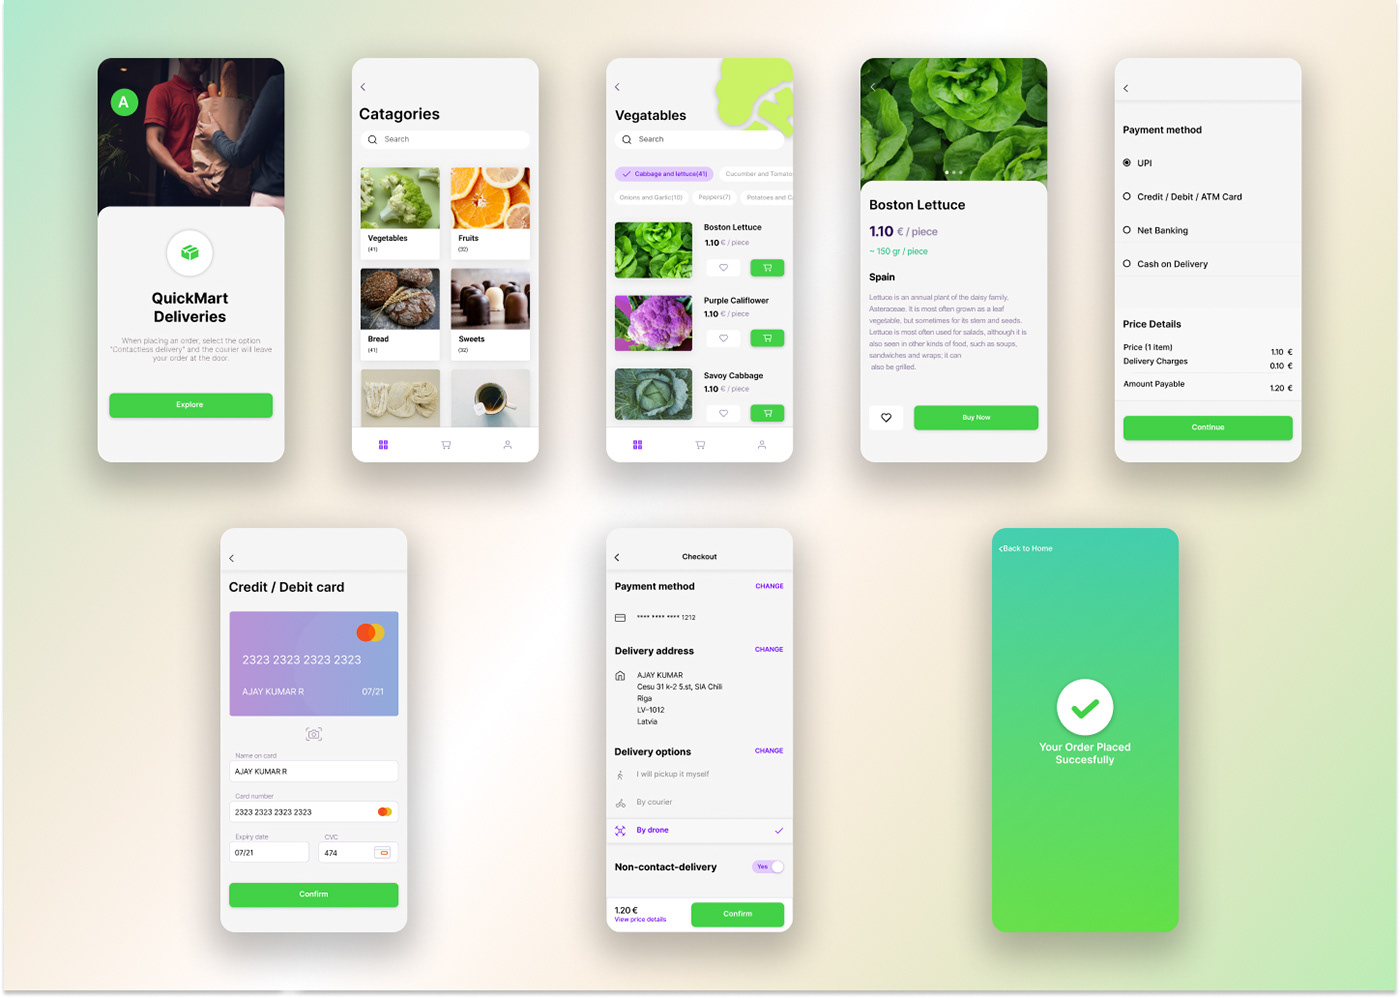 A
QuickMart
Deliveries
When placing an order, select the option
"Contactless delivery" and the courier will leave
your order at the door.
Explore
Catagories
Search
Vegetables
(41)
Fruits
(32)
Bread
(41)
Sweets
(32)
Vegatables
Search
Cabbage and lettuce(41)
Cucumber and Tomato
Onions and Garlic(10)
Peppers(7)
Potatoes and C
Boston Lettuce
1.10 € / piece
Purple Califlower
1.10 € / piece
Savoy Cabbage
1.10 € / piece
Boston Lettuce
1.10 € / piece
~ 150 gr / piece
Spain
Lettuce is an annual plant of the daisy family,
Asteraceae. It is most often grown as a leaf
vegetable, but sometimes for its stem and seeds.
Lettuce is most often used for salads, although it is
also seen in other kinds of food, such as soups,
sandwiches and wraps; it can
also be grilled.
Buy Now
Payment method
UPI
Credit / Debit / ATM Card
Net Banking
Cash on Delivery
Price Details
Price (1 item) 1.10 €
Delivery Charges 0.10 €
Amount Payable 1.20 €
Continue
Credit / Debit card
2323 2323 2323 2323
AJAY KUMAR R 07/21
Name on card
AJAY KUMAR R
Card number
2323 2323 2323 2323
Expiry date CVC
07/21 474
Confirm
Checkout
Payment method CHANGE
**** **** **** 1212
Delivery address CHANGE
AJAY KUMAR
Cesu 31 k-2 5.st, SIA Chili
Riga
LV-1012
Latvia
Delivery options CHANGE
I will pickup it myself
By courier
By drone
Non-contact-delivery Yes
1.20 €
View price details
Confirm
Back to Home
Your Order Placed
Succesfully